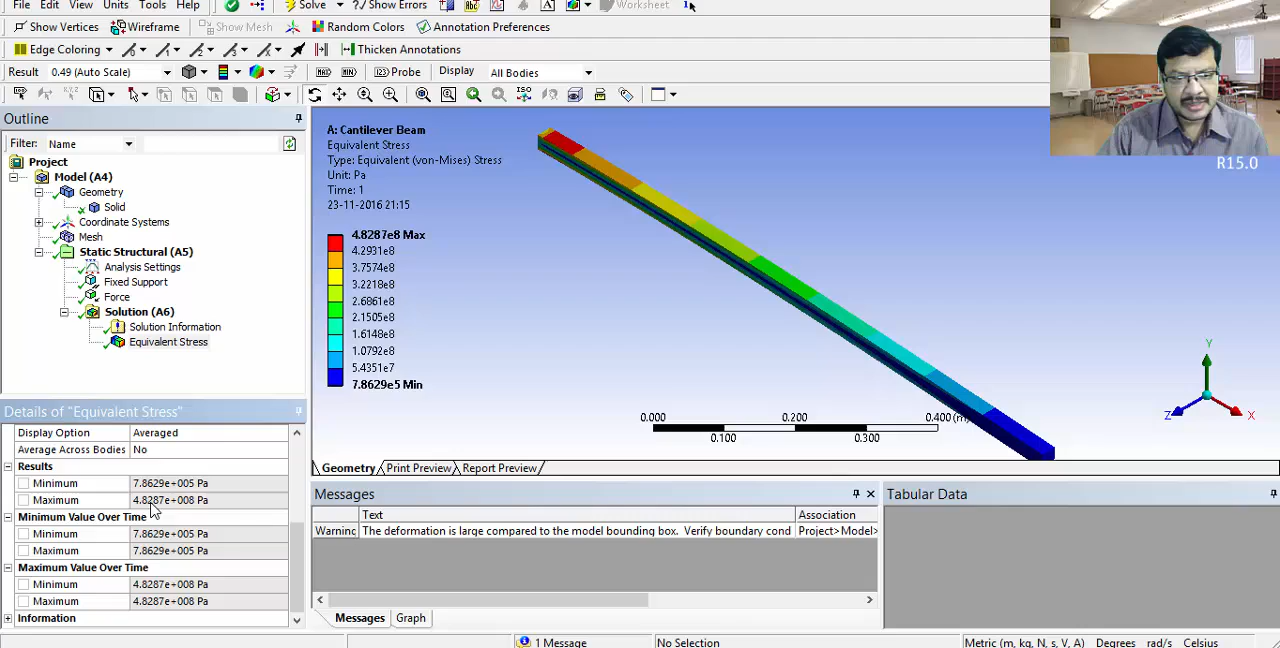 File Edit View Units Tools Help Solve ?/ Show Errors Worksheet
Show Vertices Wireframe Show Mesh Random Colors Annotation Preferences
Edge Coloring Thicken Annotations
Result 0.49 (Auto Scale) Probe Display All Bodies
Outline
Filter: Name
Project
Model (A4)
Geometry
Solid
Coordinate Systems
Mesh
Static Structural (A5)
Analysis Settings
Fixed Support
Force
Solution (A6)
Solution Information
Equivalent Stress
Details of "Equivalent Stress"
Display Option Averaged
Average Across Bodies No
Results
Minimum 7.8629e+005 Pa
Maximum 4.8287e+008 Pa
Minimum Value Over Time
Minimum 7.8629e+005 Pa
Maximum 7.8629e+005 Pa
Maximum Value Over Time
Minimum 4.8287e+008 Pa
Maximum 4.8287e+008 Pa
Information
A: Cantilever Beam
Equivalent Stress
Type: Equivalent (von-Mises) Stress
Unit: Pa
Time: 1
23-11-2016 21:15
4.8287e8 Max
4.2931e8
3.7574e8
3.2218e8
2.6861e8
2.1505e8
1.6148e8
1.0792e8
5.4351e7
7.8629e5 Min
R15.0
Y
Z X
0.000 0.200 0.400 (m)
0.100 0.300
Geometry Print Preview Report Preview
Messages
Text Association
Warning The deformation is large compared to the model bounding box. Verify boundary cond Project>Model>
Messages Graph
Tabular Data
1 Message No Selection Metric (m, kg, N, s, V, A) Degrees rad/s Celsius